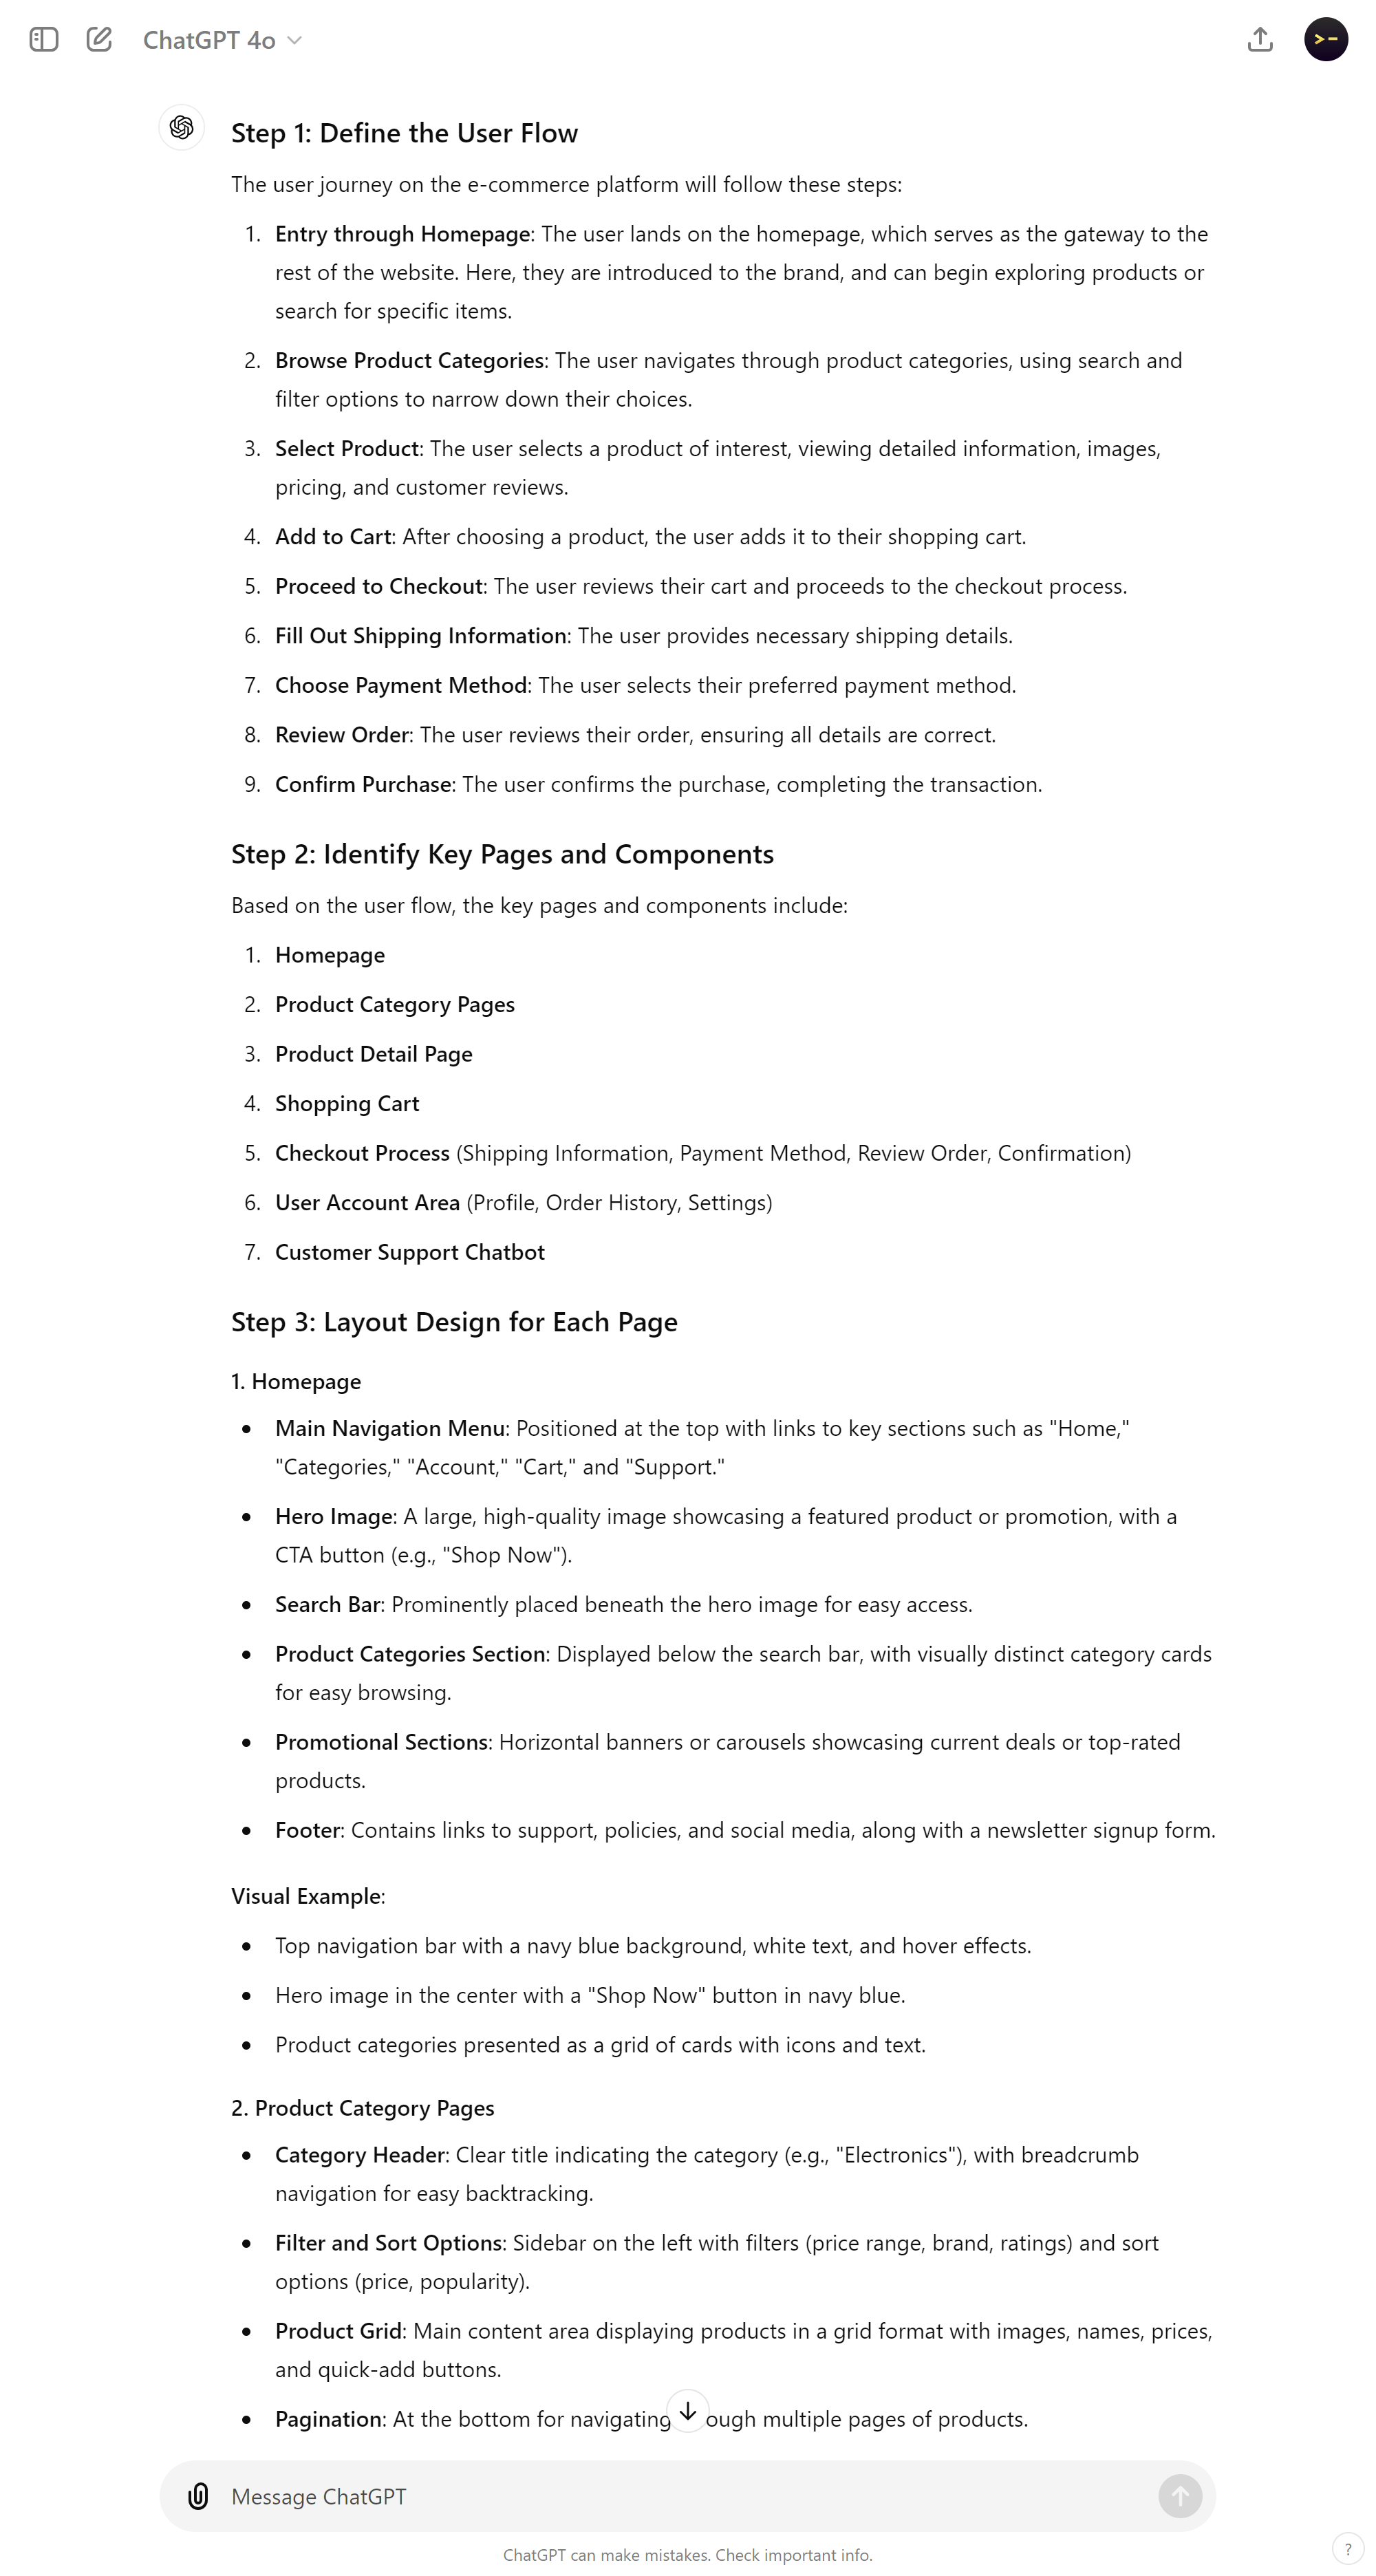 ChatGPT 4o
Step 1: Define the User Flow
The user journey on the e-commerce platform will follow these steps:
1. Entry through Homepage: The user lands on the homepage, which serves as the gateway to the
rest of the website. Here, they are introduced to the brand, and can begin exploring products or
search for specific items.
2. Browse Product Categories: The user navigates through product categories, using search and
filter options to narrow down their choices.
3. Select Product: The user selects a product of interest, viewing detailed information, images,
pricing, and customer reviews.
4. Add to Cart: After choosing a product, the user adds it to their shopping cart.
5. Proceed to Checkout: The user reviews their cart and proceeds to the checkout process.
6. Fill Out Shipping Information: The user provides necessary shipping details.
7. Choose Payment Method: The user selects their preferred payment method.
8. Review Order: The user reviews their order, ensuring all details are correct.
9. Confirm Purchase: The user confirms the purchase, completing the transaction.
Step 2: Identify Key Pages and Components
Based on the user flow, the key pages and components include:
1. Homepage
2. Product Category Pages
3. Product Detail Page
4. Shopping Cart
5. Checkout Process (Shipping Information, Payment Method, Review Order, Confirmation)
6. User Account Area (Profile, Order History, Settings)
7. Customer Support Chatbot
Step 3: Layout Design for Each Page
1. Homepage
• Main Navigation Menu: Positioned at the top with links to key sections such as "Home,"
"Categories," "Account," "Cart," and "Support."
• Hero Image: A large, high-quality image showcasing a featured product or promotion, with a
CTA button (e.g., "Shop Now").
• Search Bar: Prominently placed beneath the hero image for easy access.
• Product Categories Section: Displayed below the search bar, with visually distinct category cards
for easy browsing.
• Promotional Sections: Horizontal banners or carousels showcasing current deals or top-rated
products.
• Footer: Contains links to support, policies, and social media, along with a newsletter signup form.
Visual Example:
• Top navigation bar with a navy blue background, white text, and hover effects.
• Hero image in the center with a "Shop Now" button in navy blue.
• Product categories presented as a grid of cards with icons and text.
2. Product Category Pages
• Category Header: Clear title indicating the category (e.g., "Electronics"), with breadcrumb
navigation for easy backtracking.
• Filter and Sort Options: Sidebar on the left with filters (price range, brand, ratings) and sort
options (price, popularity).
• Product Grid: Main content area displaying products in a grid format with images, names, prices,
and quick-add buttons.
• Pagination: At the bottom for navigating ough multiple pages of products.
Message ChatGPT
ChatGPT can make mistakes. Check important info.
?